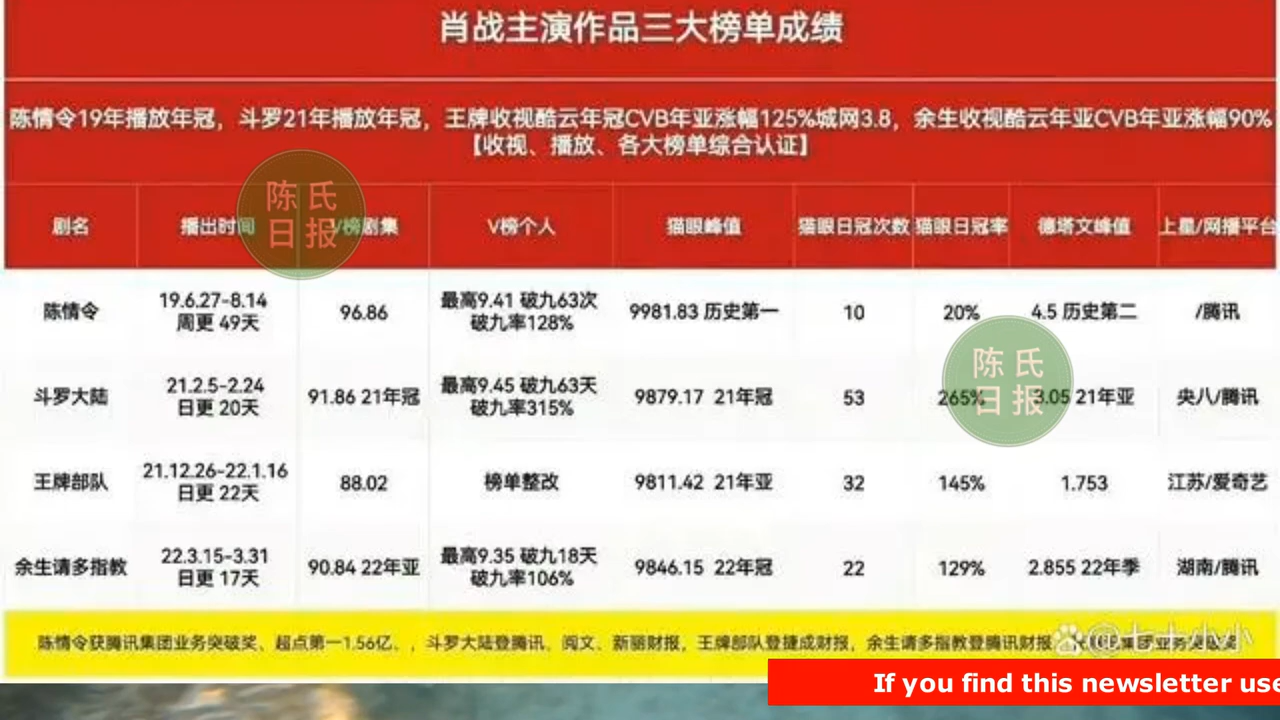 肖战主演作品三大榜单成绩
陈情令19年播放年冠，斗罗21年播放年冠，王牌收视酷云年冠CVB年亚涨幅125%城网3.8，余生收视酷云年亚CVB年亚涨幅90%
【收视、播放、各大榜单综合认证】
剧名 播出时间 V榜剧集 V榜个人 猫眼峰值 猫眼日冠次数 猫眼日冠率 德塔文峰值 上星/网播平台
陈氏
日报
陈情令 19.6.27-8.14 周更 49天 96.86 最高9.41 破九63次 破九率128% 9981.83 历史第一 10 20% 4.5 历史第二 /腾讯
陈氏
日报
斗罗大陆 21.2.5-2.24 日更 20天 91.86 21年冠 最高9.45 破九63天 破九率315% 9879.17 21年冠 53 265% 3.05 21年亚 央八/腾讯
王牌部队 21.12.26-22.1.16 日更 22天 88.02 榜单整改 9811.42 21年亚 32 145% 1.753 江苏/爱奇艺
余生请多指教 22.3.15-3.31 日更 17天 90.84 22年亚 最高9.35 破九18天 破九率106% 9846.15 22年冠 22 129% 2.855 22年季 湖南/腾讯
陈情令获腾讯集团业务突破奖、超点第一1.56亿、，斗罗大陆登腾讯、阅文、新丽财报，王牌部队登捷成财报，余生请多指教登腾讯财报
If you find this newsletter use